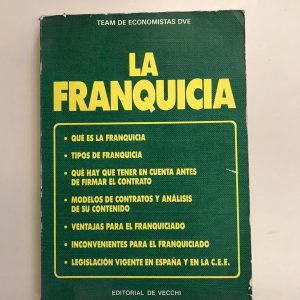 TEAM DE ECONOMISTAS DVE
LA
FRANQUICIA
• QUÉ ES LA FRANQUICIA
• TIPOS DE FRANQUICIA
• QUÉ HAY QUE TENER EN CUENTA ANTES
DE FIRMAR EL CONTRATO
• MODELOS DE CONTRATOS Y ANÁLISIS
DE SU CONTENIDO
• VENTAJAS PARA EL FRANQUICIADO
• INCONVENIENTES PARA EL FRANQUICIADO
• LEGISLACIÓN VIGENTE EN ESPAÑA Y EN LA C.E.E.
EDITORIAL DE VECCHI